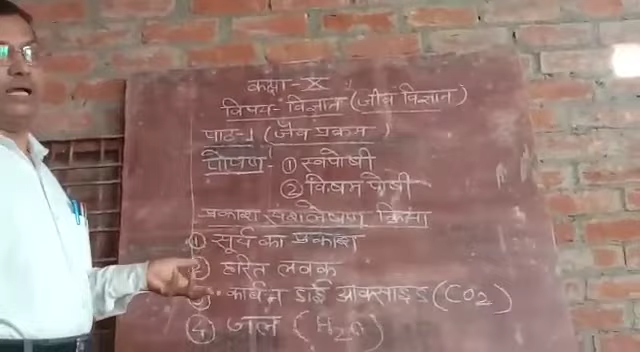 कक्षा - X
विषय - विज्ञान (जीव विज्ञान)
पाठ-1 (जैव प्रक्रम)
पोषण - ① स्वपोषी
② विषमपोषी
प्रकाश संश्लेषण क्रिया
① सूर्य का प्रकाश
② हरित लवक
③ कार्बन डाई ऑक्साइड (CO2)
④ जल (H2O)